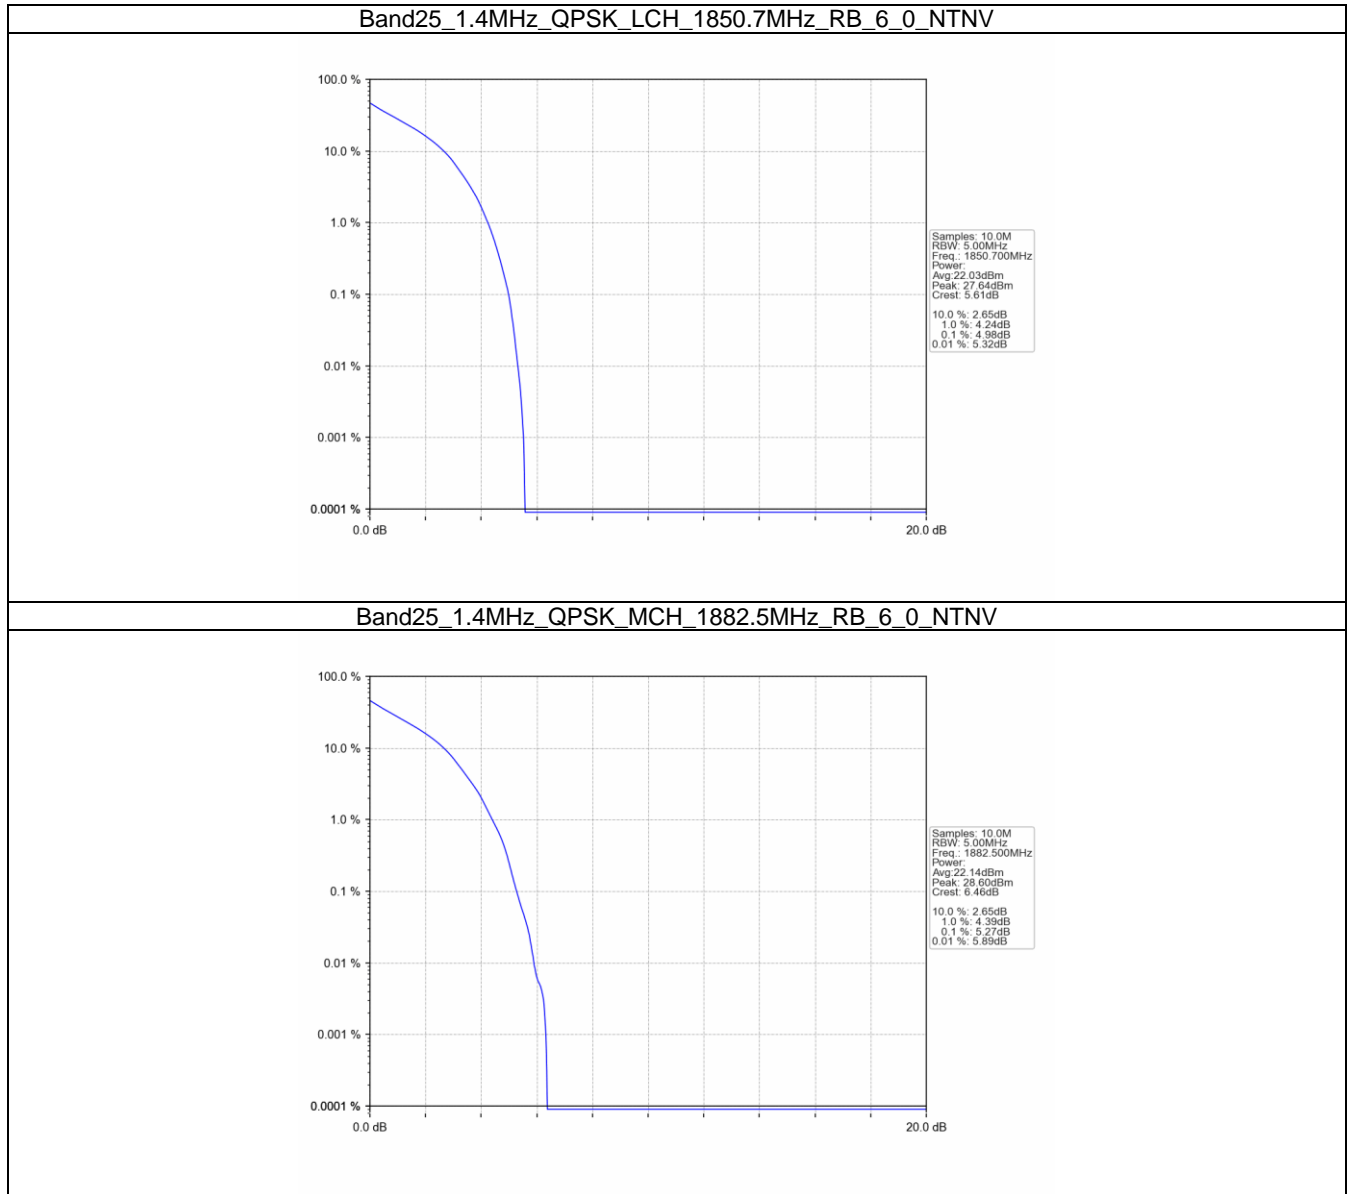 Band25_1.4MHz_QPSK_LCH_1850.7MHz_RB_6_0_NTNV
100.0 %
10.0 %
1.0 %
0.1 %
0.01 %
0.001 %
0.0001 %
0.0 dB
20.0 dB
Samples: 10.0M
RBW: 5.00MHz
Freq.: 1850.700MHz
Power:
Avg:22.03dBm
Peak: 27.64dBm
Crest: 5.61dB
10.0 %: 2.65dB
1.0 %: 4.24dB
0.1 %: 4.98dB
0.01 %: 5.32dB
Band25_1.4MHz_QPSK_MCH_1882.5MHz_RB_6_0_NTNV
100.0 %
10.0 %
1.0 %
0.1 %
0.01 %
0.001 %
0.0001 %
0.0 dB
20.0 dB
Samples: 10.0M
RBW: 5.00MHz
Freq.: 1882.500MHz
Power:
Avg:22.14dBm
Peak: 28.60dBm
Crest: 6.46dB
10.0 %: 2.65dB
1.0 %: 4.39dB
0.1 %: 5.27dB
0.01 %: 5.89dB